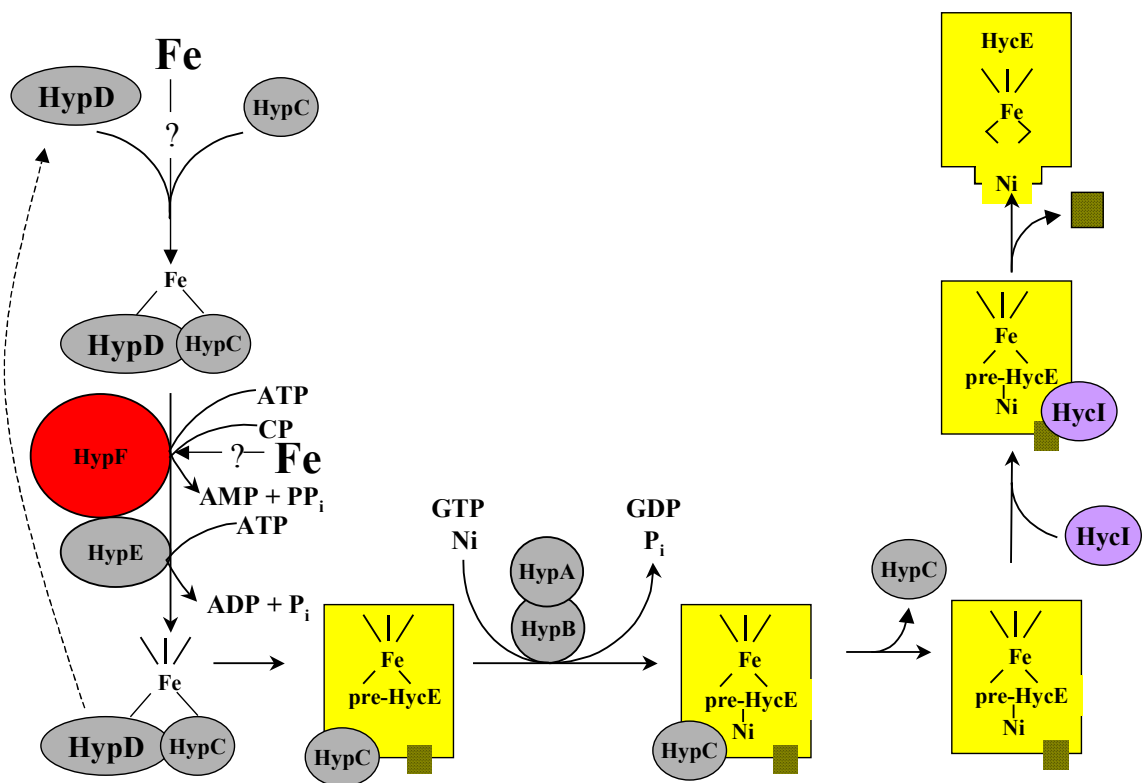 Fe
HypD
HypC
?
Fe
HypD
HypC
ATP
CP
HypF
? Fe
AMP + PPi
ATP
HypE
ADP + Pi
Fe
HypD
HypC
Fe
pre-HycE
HypC
GTP
Ni
HypA
HypB
GDP
Pi
Fe
pre-HycE
Ni
HypC
HypC
Fe
pre-HycE
Ni
HycI
Fe
pre-HycE
Ni
HycI
HycE
Fe
Ni